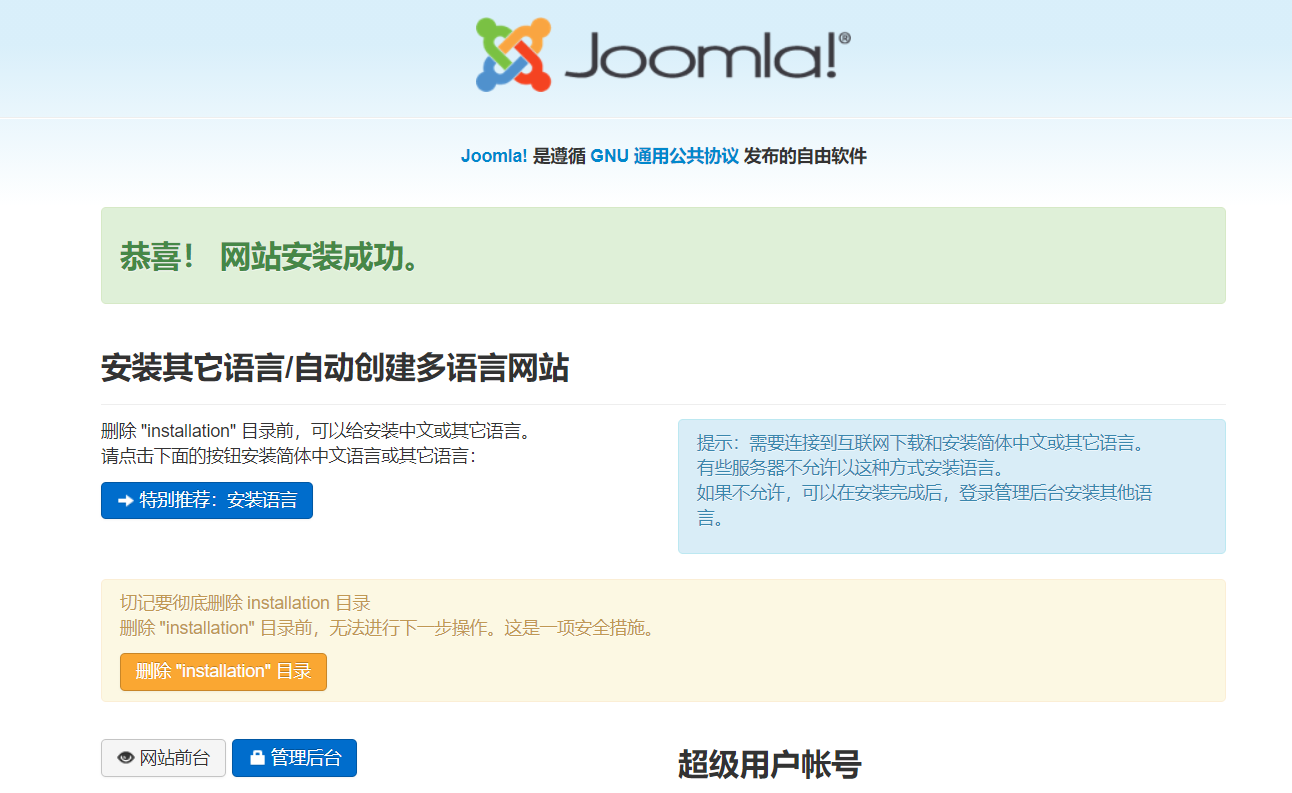 Joomla!®
Joomla! 是遵循 GNU 通用公共协议 发布的自由软件
恭喜！ 网站安装成功。
安装其它语言/自动创建多语言网站
删除 "installation" 目录前，可以给安装中文或其它语言。
请点击下面的按钮安装简体中文语言或其它语言：
特别推荐：安装语言
提示：需要连接到互联网下载和安装简体中文或其它语言。
有些服务器不允许以这种方式安装语言。
如果不允许，可以在安装完成后，登录管理后台安装其他语
言。
切记要彻底删除 installation 目录
删除 "installation" 目录前，无法进行下一步操作。这是一项安全措施。
删除 "installation" 目录
网站前台 管理后台
超级用户帐号